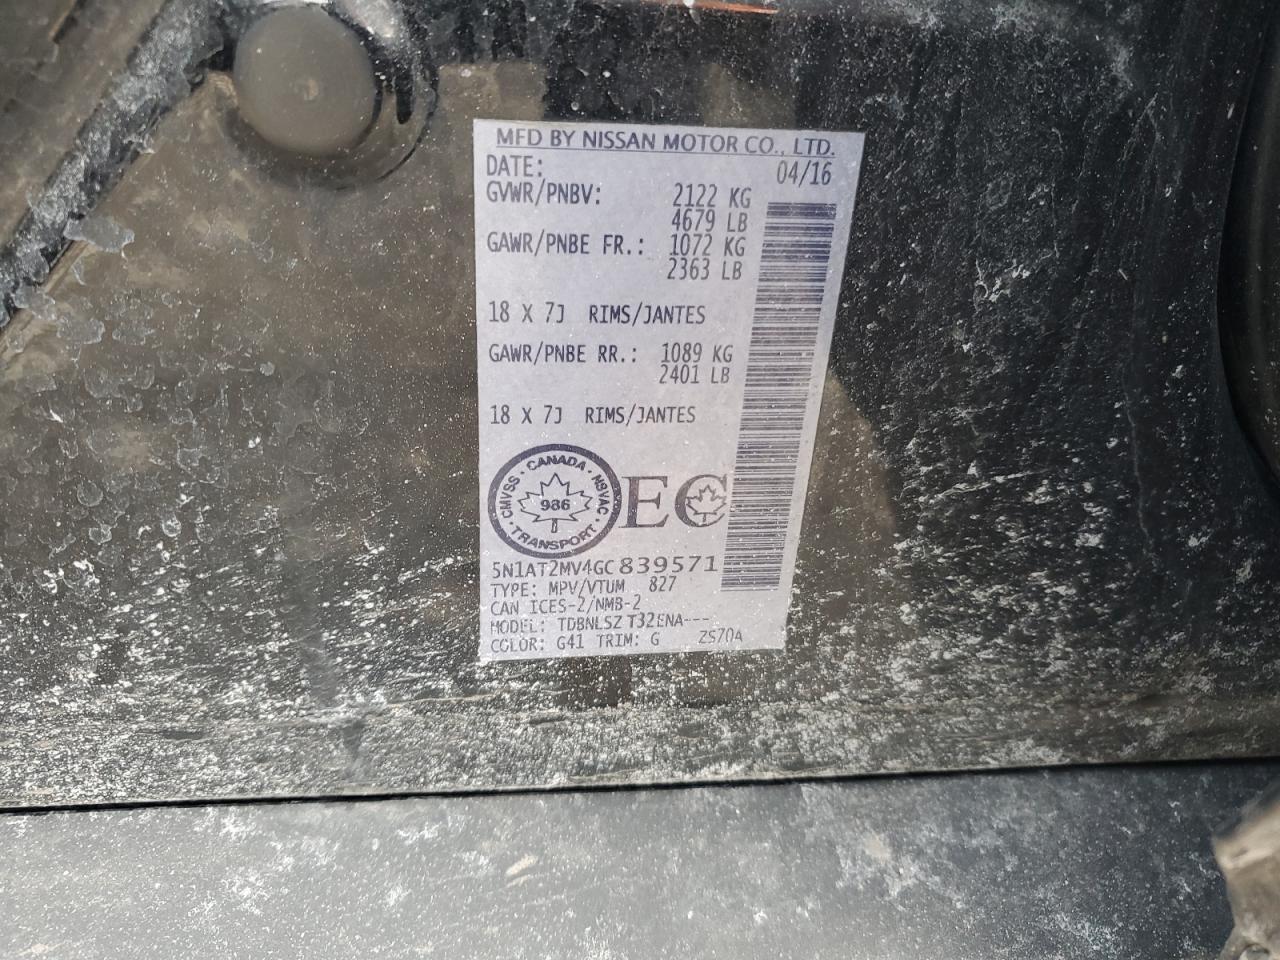 MFD BY NISSAN MOTOR CO., LTD.
DATE: 04/16
GVWR/PNBV: 2122 KG
4679 LB
GAWR/PNBE FR.: 1072 KG
2363 LB
18 X 7J RIMS/JANTES
GAWR/PNBE RR.: 1089 KG
2401 LB
18 X 7J RIMS/JANTES
CMVSS · CANADA · NSVAC · TRANSPORT ·
986
EC
5N1AT2MV4GC839571
TYPE: MPV/VTUM 827
CAN ICES-2/NMB-2
MODEL: TDBNLSZ T32ENA---
COLOR: G41 TRIM: G ZS70A